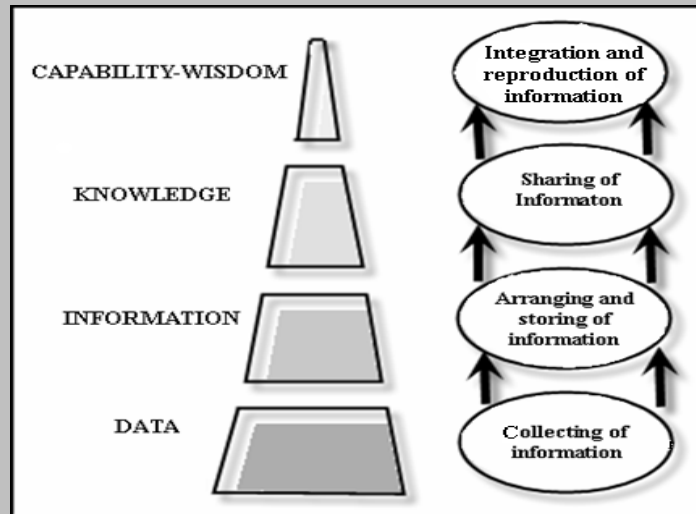 CAPABILITY-WISDOM
Integration and
reproduction of
information
KNOWLEDGE
Sharing of
Informaton
INFORMATION
Arranging and
storing of
information
DATA
Collecting of
information